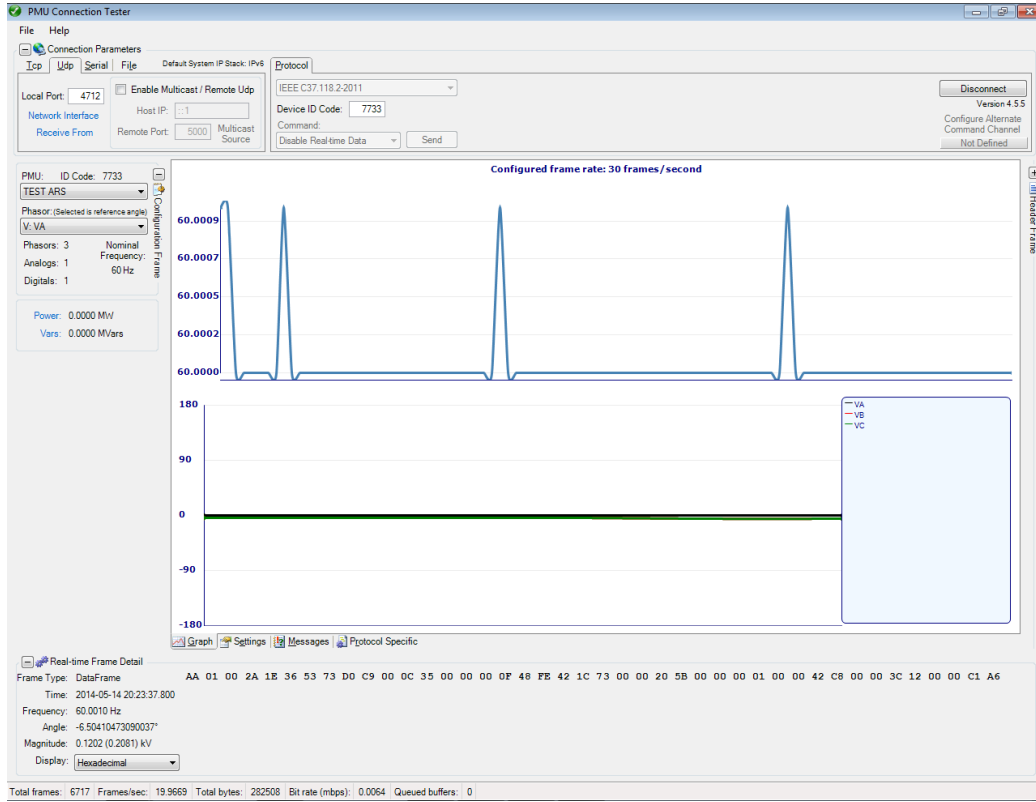 PMU Connection Tester
File Help
Connection Parameters
Tcp Udp Serial File Default System IP Stack: IPv6
Local Port: 4712
Network Interface
Receive From
Enable Multicast / Remote Udp
Host IP: ::1
Remote Port: 5000 Multicast Source
Protocol
IEEE C37.118.2-2011
Device ID Code: 7733
Command:
Disable Real-time Data Send
Disconnect
Version 4.5.5
Configure Alternate
Command Channel
Not Defined
PMU: ID Code: 7733
TEST ARS
Phasor: (Selected is reference angle)
V: VA
Phasors: 3 Nominal
Frequency:
Analogs: 1
60 Hz
Digitals: 1
Power: 0.0000 MW
Vars: 0.0000 MVars
Configuration Frame
Configured frame rate: 30 frames/second
60.0009
60.0007
60.0005
60.0002
60.0000
180
90
0
-90
-180
VA
VB
VC
Header Frame
Graph Settings Messages Protocol Specific
Real-time Frame Detail
Frame Type: DataFrame
AA 01 00 2A 1E 36 53 73 D0 C9 00 0C 35 00 00 00 0F 48 FE 42 1C 73 00 00 20 5B 00 00 00 01 00 00 42 C8 00 00 3C 12 00 00 C1 A6
Time: 2014-05-14 20:23:37.800
Frequency: 60.0010 Hz
Angle: -6.50410473090037°
Magnitude: 0.1202 (0.2081) kV
Display: Hexadecimal
Total frames: 6717 Frames/sec: 19.9669 Total bytes: 282508 Bit rate (mbps): 0.0064 Queued buffers: 0